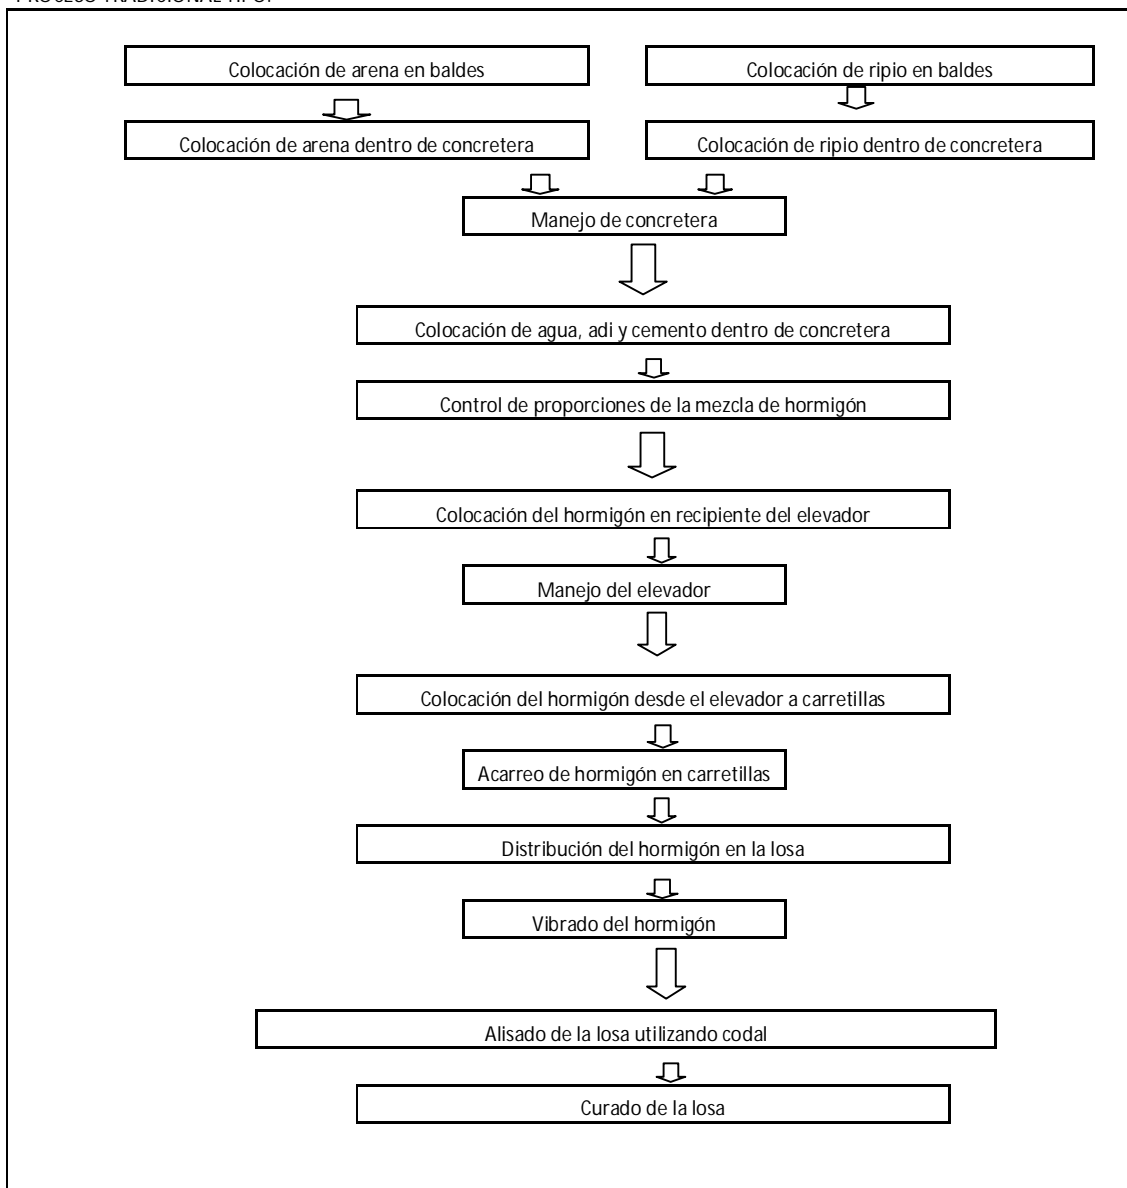 PROCESO TRADICIONAL TIPO:
Colocación de arena en baldes
Colocación de ripio en baldes
Colocación de arena dentro de concretera
Colocación de ripio dentro de concretera
Manejo de concretera
Colocación de agua, adi y cemento dentro de concretera
Control de proporciones de la mezcla de hormigón
Colocación del hormigón en recipiente del elevador
Manejo del elevador
Colocación del hormigón desde el elevador a carretillas
Acarreo de hormigón en carretillas
Distribución del hormigón en la losa
Vibrado del hormigón
Alisado de la losa utilizando codal
Curado de la losa